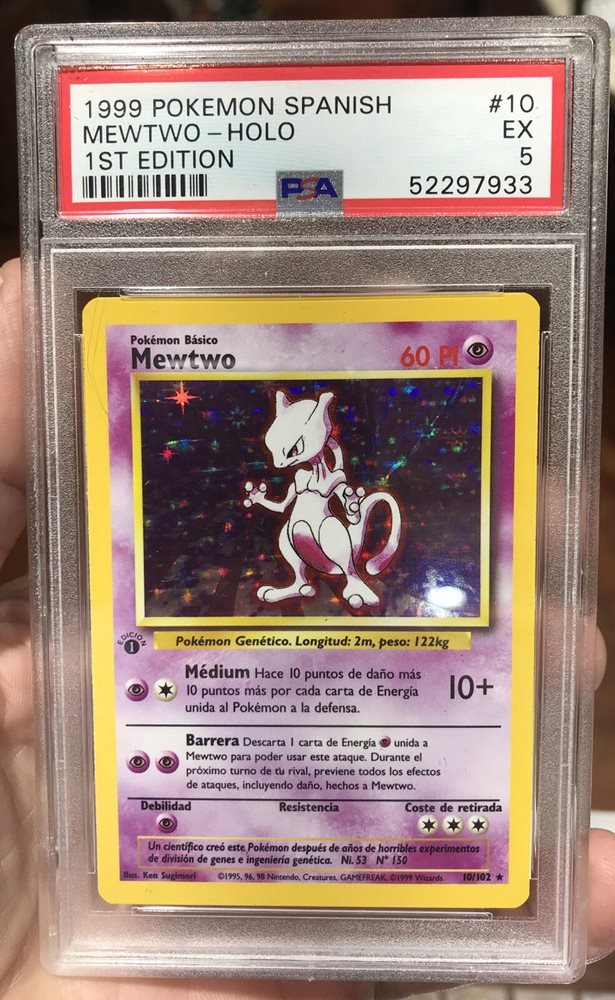 1999 POKEMON SPANISH #10
MEWTWO – HOLO EX
1ST EDITION 5
PSA 52297933
Pokémon Básico
Mewtwo 60 PI
EDICION 1
Pokémon Genético. Longitud: 2m, peso: 122kg
Médium Hace 10 puntos de daño más
10 puntos más por cada carta de Energía
unida al Pokémon a la defensa.
10+
Barrera Descarta 1 carta de Energía unida a
Mewtwo para poder usar este ataque. Durante el
próximo turno de tu rival, previene todos los efectos
de ataques, incluyendo daño, hechos a Mewtwo.
Debilidad Resistencia Coste de retirada
Un científico creó este Pokémon después de años de horribles experimentos
de división de genes e ingeniería genética. Ni. 53 Nº 150
Ilus. Ken Sugimori ©1995, 96, 98 Nintendo, Creatures, GAMEFREAK. ©1999 Wizards. 10/102 ★